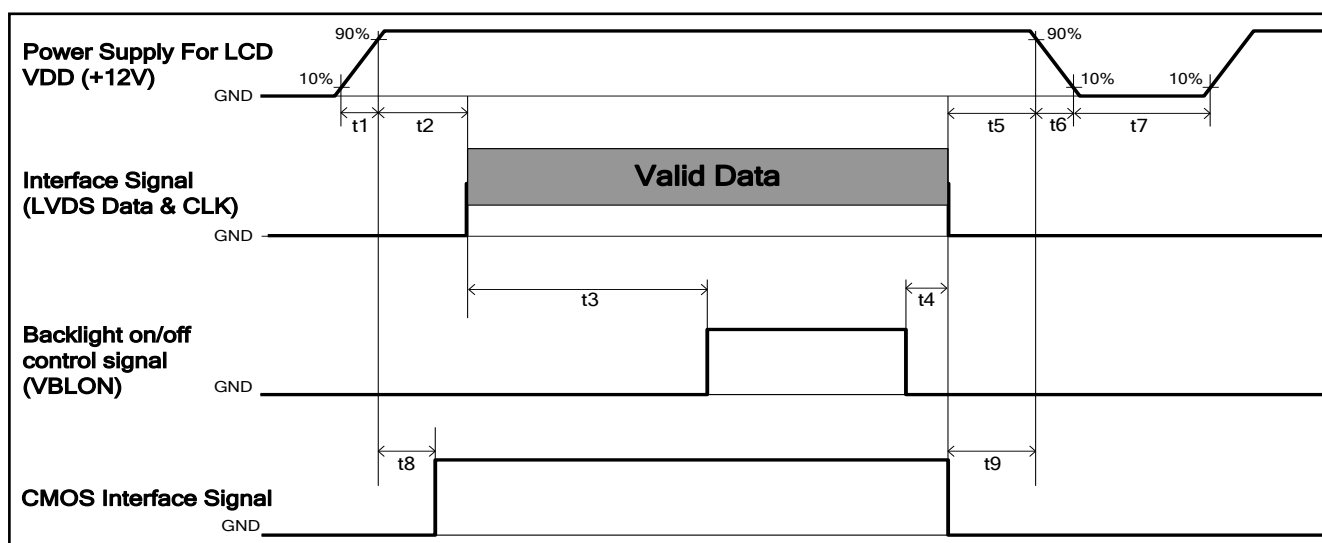 Power Supply For LCD
VDD (+12V)
GND
10%
90%
90%
10%
10%
t1
t2
t5
t6
t7
Interface Signal
(LVDS Data & CLK)
GND
Valid Data
t3
t4
Backlight on/off
control signal
(VBLON)
GND
t8
t9
CMOS Interface Signal
GND